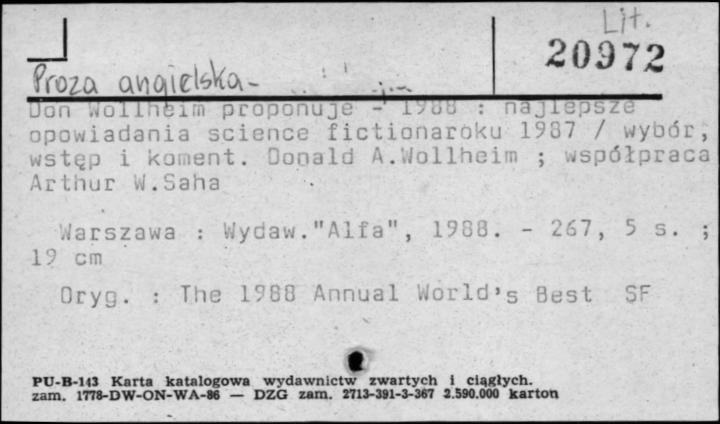 Lit.
20972
Proza angielska-
Don Wollheim proponuje - 1988 : najlepsze
opowiadania science fictionaroku 1987 / wybór,
wstęp i koment. Donald A.Wollheim ; współpraca
Arthur W.Saha
Warszawa : Wydaw."Alfa", 1988. - 267, 5 s. ;
19 cm
Oryg. : The 1988 Annual World's Best SF
PU-B-143 Karta katalogowa wydawnictw zwartych i ciągłych.
zam. 1778-DW-ON-WA-86 — DZG zam. 2713-391-3-367 2.590.000 karton